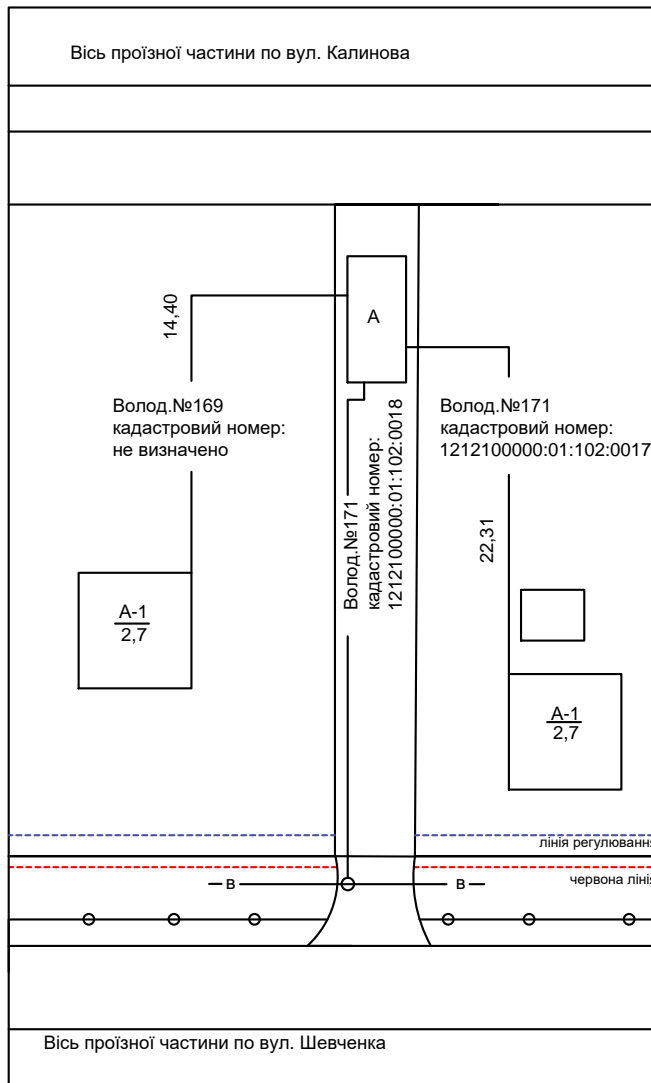 Вісь проїзної частини по вул. Калинова
А
14,40
Волод.№169
кадастровий номер:
не визначено
Волод.№171
кадастровий номер:
1212100000:01:102:0018
Волод.№171
кадастровий номер:
1212100000:01:102:0017
22,31
А-1
2,7
А-1
2,7
лінія регулювання
червона лінія
в
в
Вісь проїзної частини по вул. Шевченка